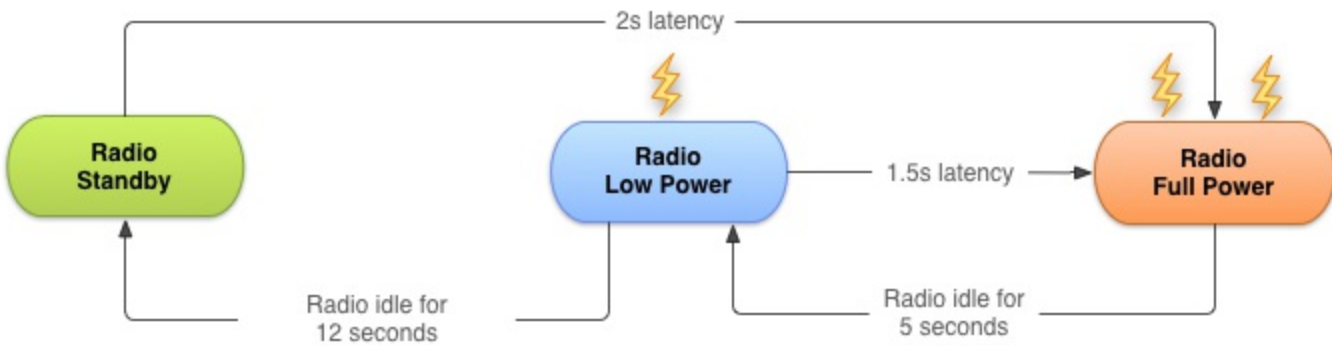 2s latency
Radio
Standby
Radio
Low Power
1.5s latency
Radio
Full Power
Radio idle for
12 seconds
Radio idle for
5 seconds